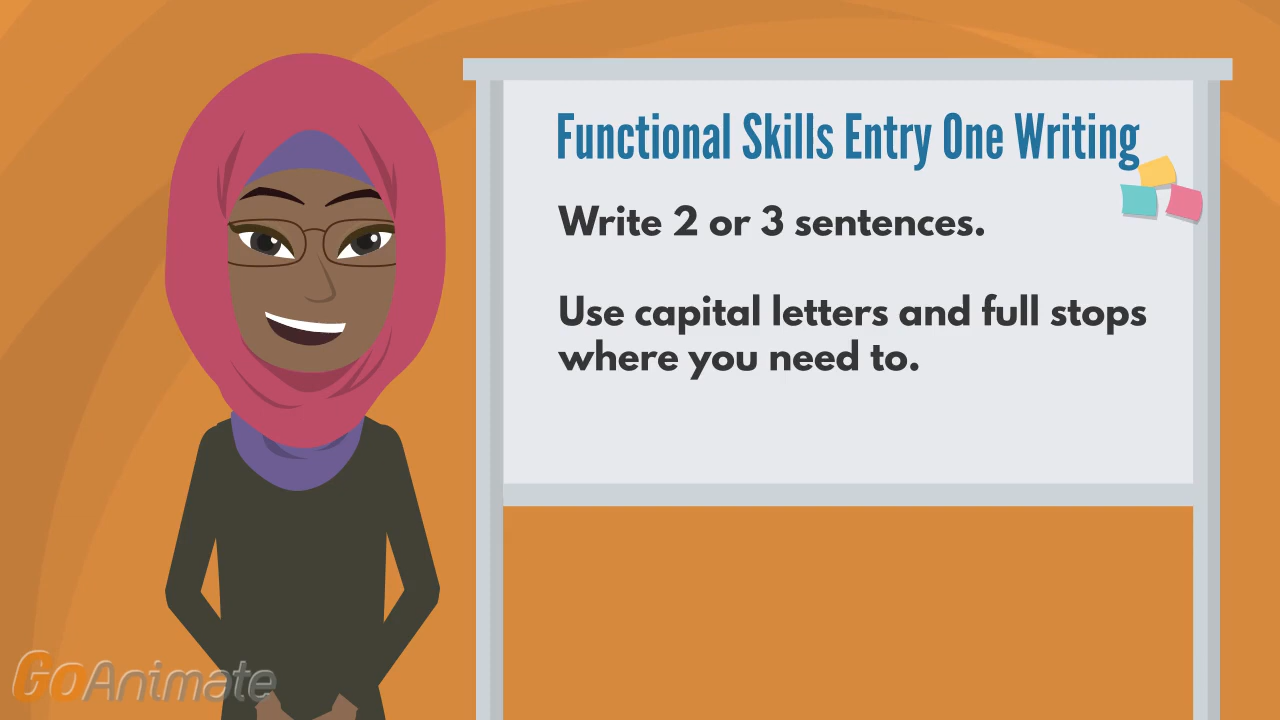 Functional Skills Entry One Writing
Write 2 or 3 sentences.
Use capital letters and full stops
where you need to.
GoAnimate